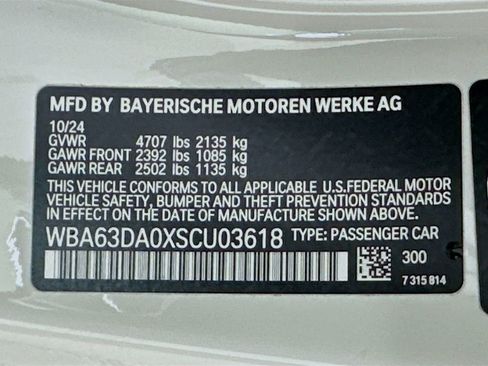 MFD BY BAYERISCHE MOTOREN WERKE AG
10/24
GVWR 4707 lbs 2135 kg
GAWR FRONT 2392 lbs 1085 kg
GAWR REAR 2502 lbs 1135 kg
THIS VEHICLE CONFORMS TO ALL APPLICABLE U.S.FEDERAL MOTOR
VEHICLE SAFETY, BUMPER AND THEFT PREVENTION STANDARDS
IN EFFECT ON THE DATE OF MANUFACTURE SHOWN ABOVE.
WBA63DA0XSCU03618 TYPE: PASSENGER CAR
300
7 315 814